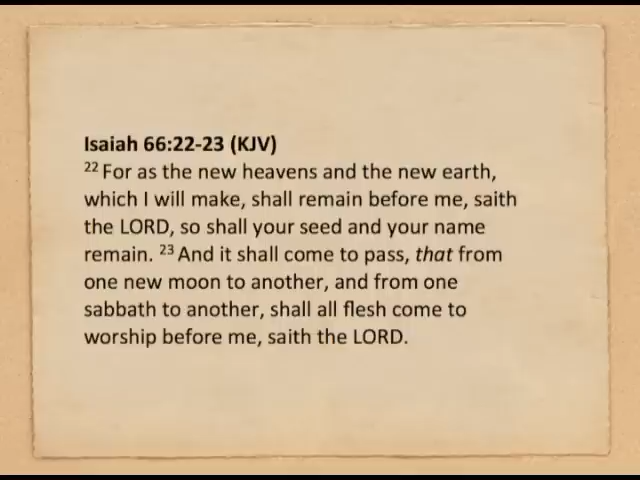 Isaiah 66:22-23 (KJV)
22 For as the new heavens and the new earth,
which I will make, shall remain before me, saith
the LORD, so shall your seed and your name
remain. 23 And it shall come to pass, that from
one new moon to another, and from one
sabbath to another, shall all flesh come to
worship before me, saith the LORD.